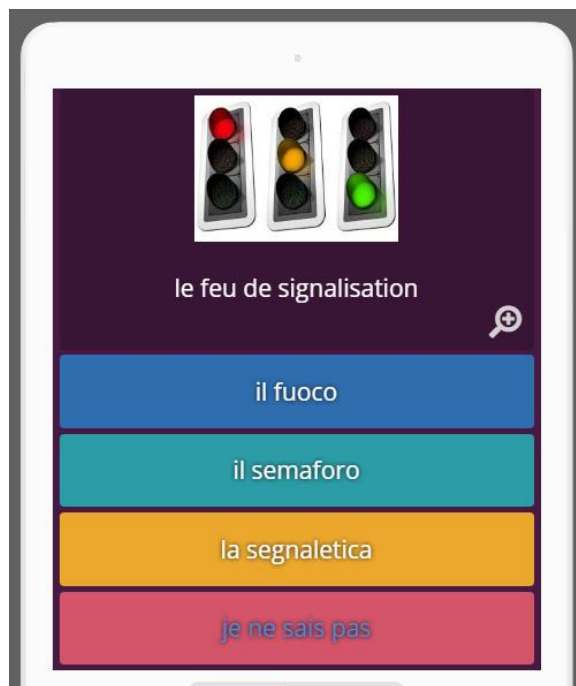 le feu de signalisation
il fuoco
il semaforo
la segnaletica
je ne sais pas